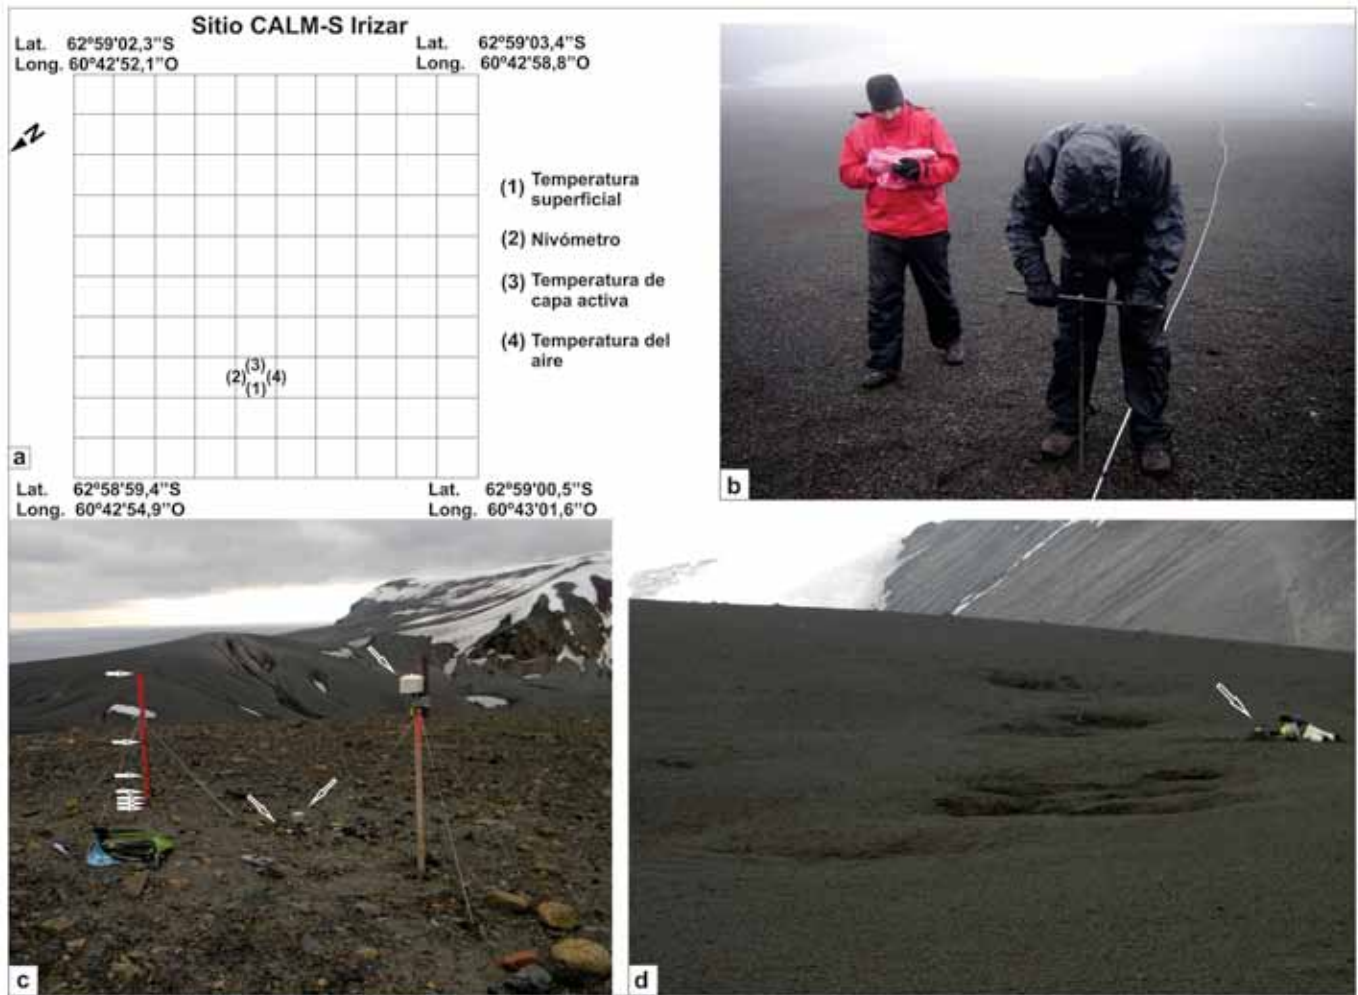 Sitio CALM-S Irizar
Lat. 62º59'02,3”S
Long. 60º42'52,1”O
Lat. 62º59'03,4”S
Long. 60º42'58,8”O
N
(1) Temperatura
superficial
(2) Nivómetro
(3) Temperatura de
capa activa
(4) Temperatura del
aire
(3)
(2) (4)
(1)
a
Lat. 62º58'59,4”S
Long. 60º42'54,9”O
Lat. 62º59'00,5”S
Long. 60º43'01,6”O
b
c
d